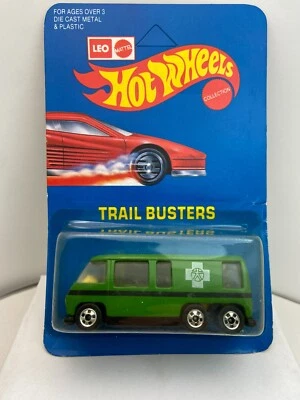 FOR AGES OVER 3
DIE CAST METAL
& PLASTIC
LEO
MATTEL
Hot Wheels
COLLECTION
TRAIL BUSTERS